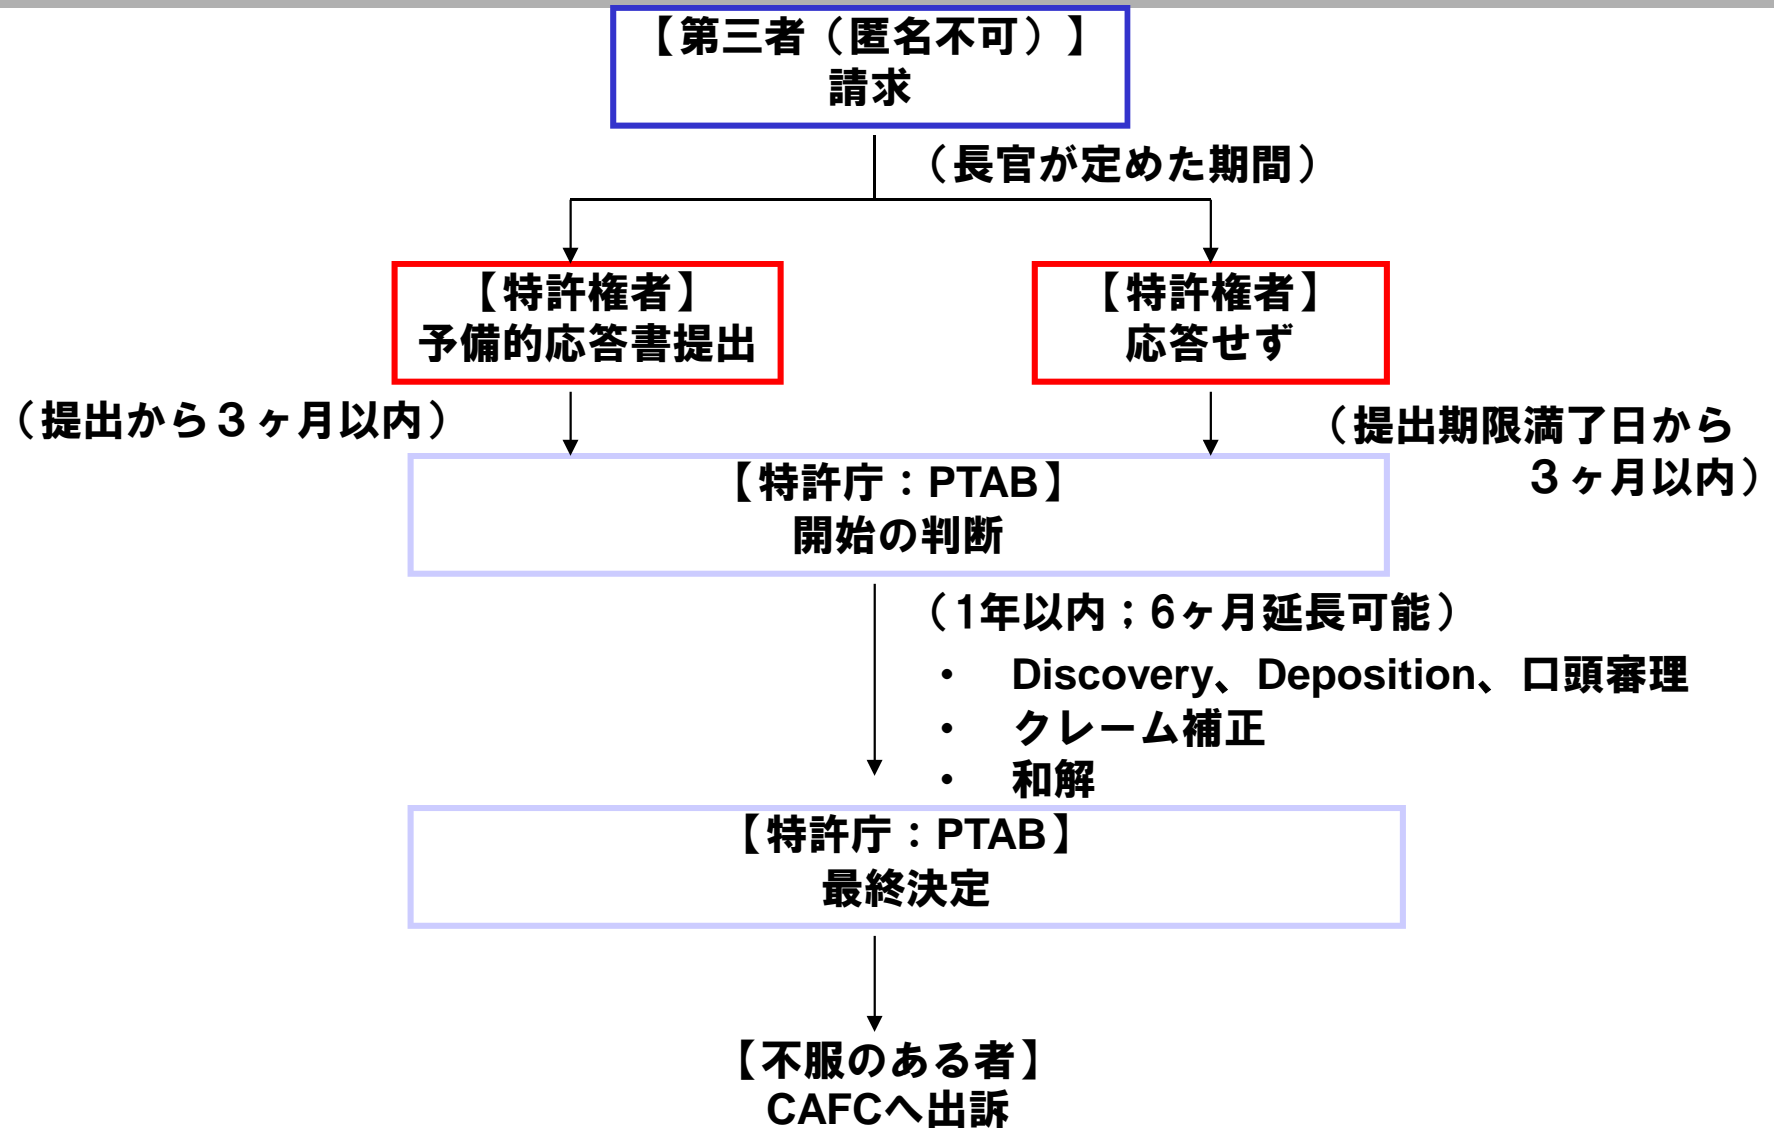 【第三者（匿名不可）】
請求
（長官が定めた期間）
【特許権者】
予備的応答書提出
【特許権者】
応答せず
（提出から３ヶ月以内）
（提出期限満了日から
３ヶ月以内）
【特許庁：PTAB】
開始の判断
（1年以内；6ヶ月延長可能）
・ Discovery、Deposition、口頭審理
・ クレーム補正
・ 和解
【特許庁：PTAB】
最終決定
【不服のある者】
CAFCへ出訴